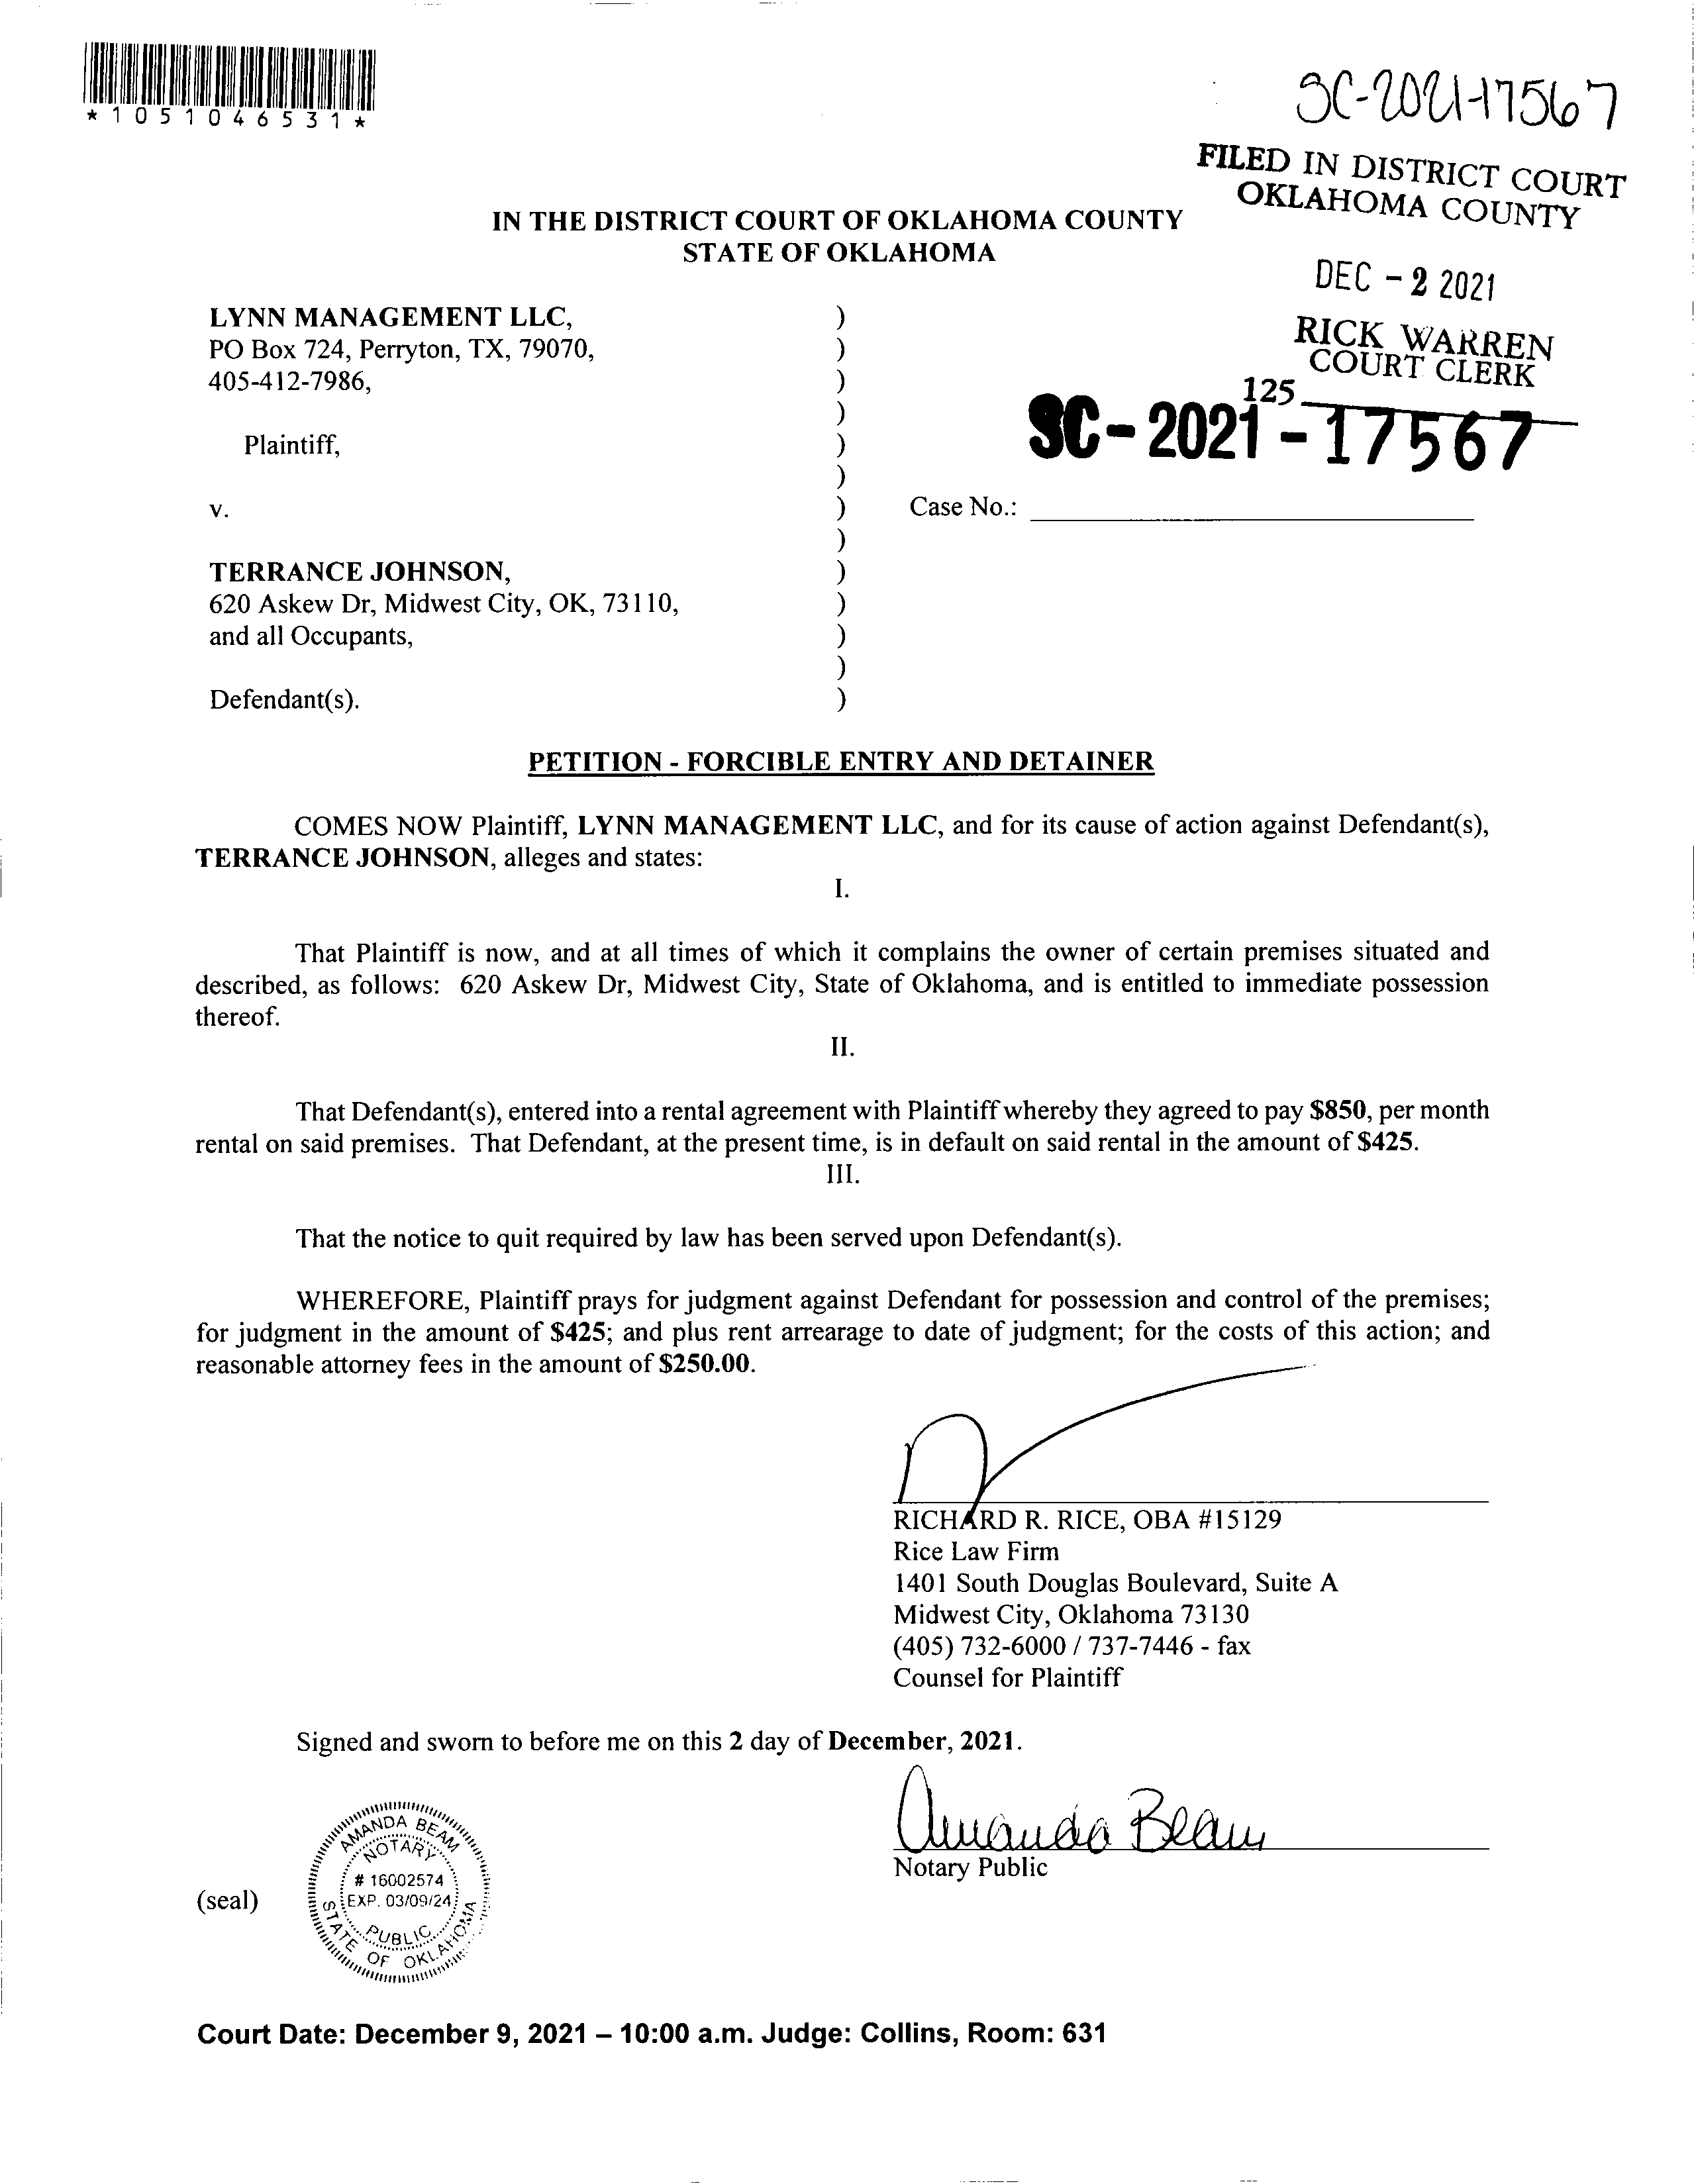 *1051046531*
SC-2021-17567
FILED IN DISTRICT COURT
OKLAHOMA COUNTY
DEC - 2 2021
RICK WARREN
COURT CLERK
125
SC-2021-17567
IN THE DISTRICT COURT OF OKLAHOMA COUNTY
STATE OF OKLAHOMA
LYNN MANAGEMENT LLC, )
PO Box 724, Perryton, TX, 79070, )
405-412-7986, )
)
Plaintiff, )
)
v. ) Case No.:
)
TERRANCE JOHNSON, )
620 Askew Dr, Midwest City, OK, 73110, )
and all Occupants, )
)
Defendant(s). )
PETITION - FORCIBLE ENTRY AND DETAINER
COMES NOW Plaintiff, LYNN MANAGEMENT LLC, and for its cause of action against Defendant(s),
TERRANCE JOHNSON, alleges and states:
I.
That Plaintiff is now, and at all times of which it complains the owner of certain premises situated and
described, as follows: 620 Askew Dr, Midwest City, State of Oklahoma, and is entitled to immediate possession
thereof.
II.
That Defendant(s), entered into a rental agreement with Plaintiff whereby they agreed to pay $850, per month
rental on said premises. That Defendant, at the present time, is in default on said rental in the amount of $425.
III.
That the notice to quit required by law has been served upon Defendant(s).
WHEREFORE, Plaintiff prays for judgment against Defendant for possession and control of the premises;
for judgment in the amount of $425; and plus rent arrearage to date of judgment; for the costs of this action; and
reasonable attorney fees in the amount of $250.00.
RICHARD R. RICE, OBA #15129
Rice Law Firm
1401 South Douglas Boulevard, Suite A
Midwest City, Oklahoma 73130
(405) 732-6000 / 737-7446 - fax
Counsel for Plaintiff
Signed and sworn to before me on this 2 day of December, 2021.
Amanda Beam
Notary Public
(seal)
AMANDA BEAM
NOTARY
# 16002574
EXP. 03/09/24
PUBLIC
STATE OF OKLAHOMA
Court Date: December 9, 2021 – 10:00 a.m. Judge: Collins, Room: 631